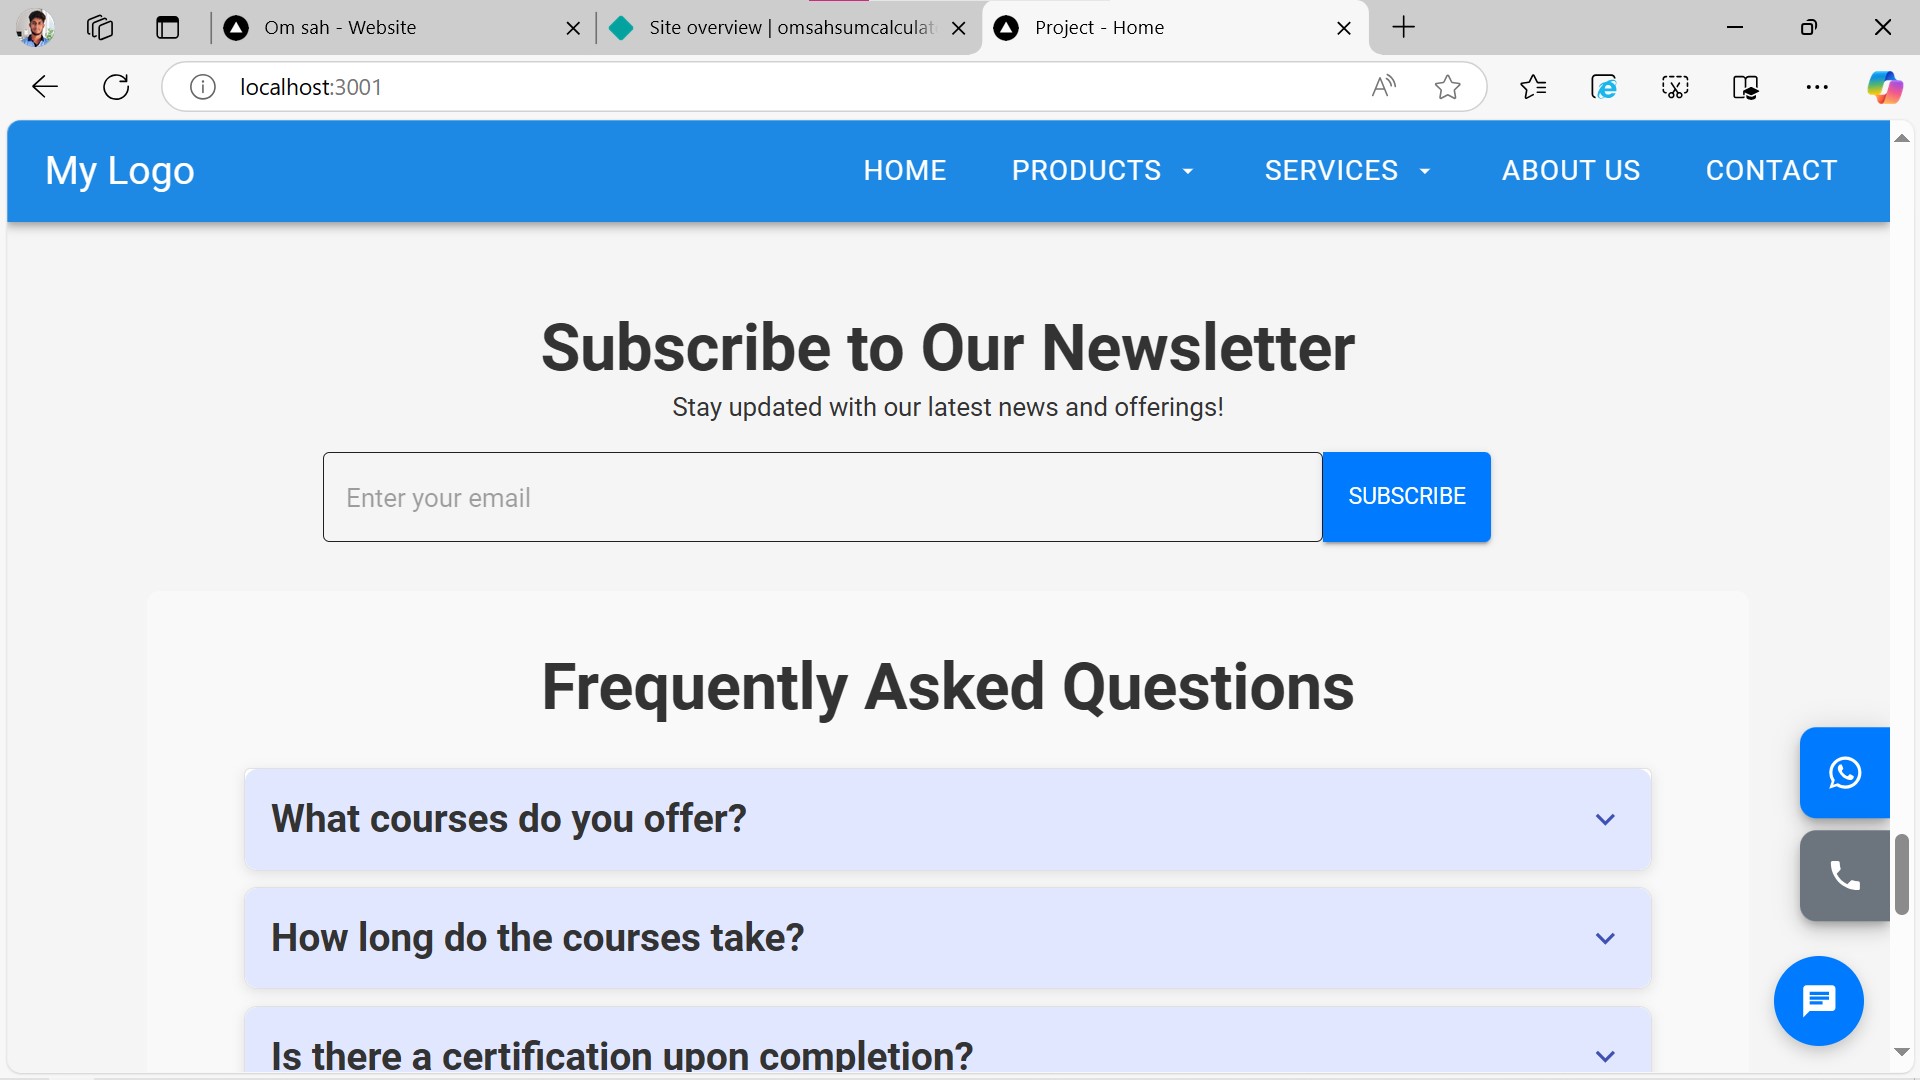 Om sah - Website
Site overview | omsahsumcalculat
Project - Home
localhost:3001
My Logo
HOME
PRODUCTS
SERVICES
ABOUT US
CONTACT
Subscribe to Our Newsletter
Stay updated with our latest news and offerings!
Enter your email
SUBSCRIBE
Frequently Asked Questions
What courses do you offer?
How long do the courses take?
Is there a certification upon completion?